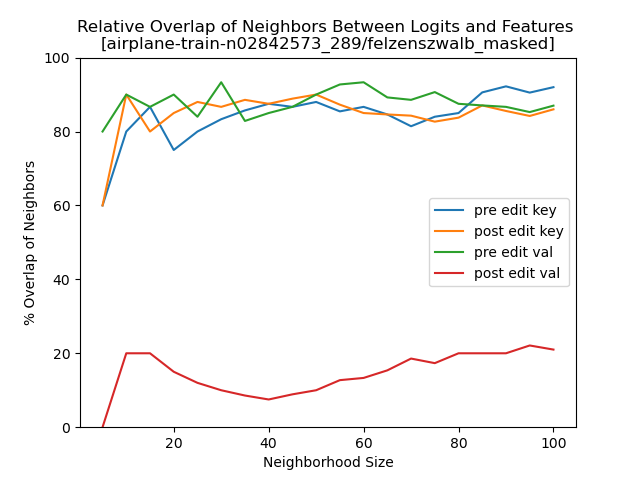 Relative Overlap of Neighbors Between Logits and Features
[airplane-train-n02842573_289/felzenszwalb_masked]
100
80
60
40
20
0
% Overlap of Neighbors
pre edit key
post edit key
pre edit val
post edit val
20 40 60 80 100
Neighborhood Size